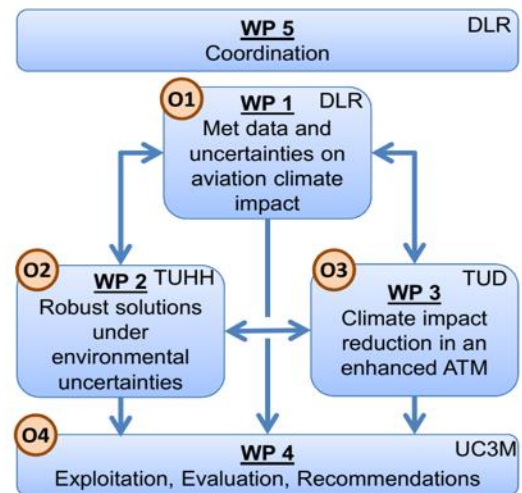 WP 5 DLR
Coordination
O1 WP 1 DLR
Met data and
uncertainties on
aviation climate
impact
O2 WP 2 TUHH
Robust solutions
under
environmental
uncertainties
O3 WP 3 TUD
Climate impact
reduction in an
enhanced ATM
O4 WP 4 UC3M
Exploitation, Evaluation, Recommendations